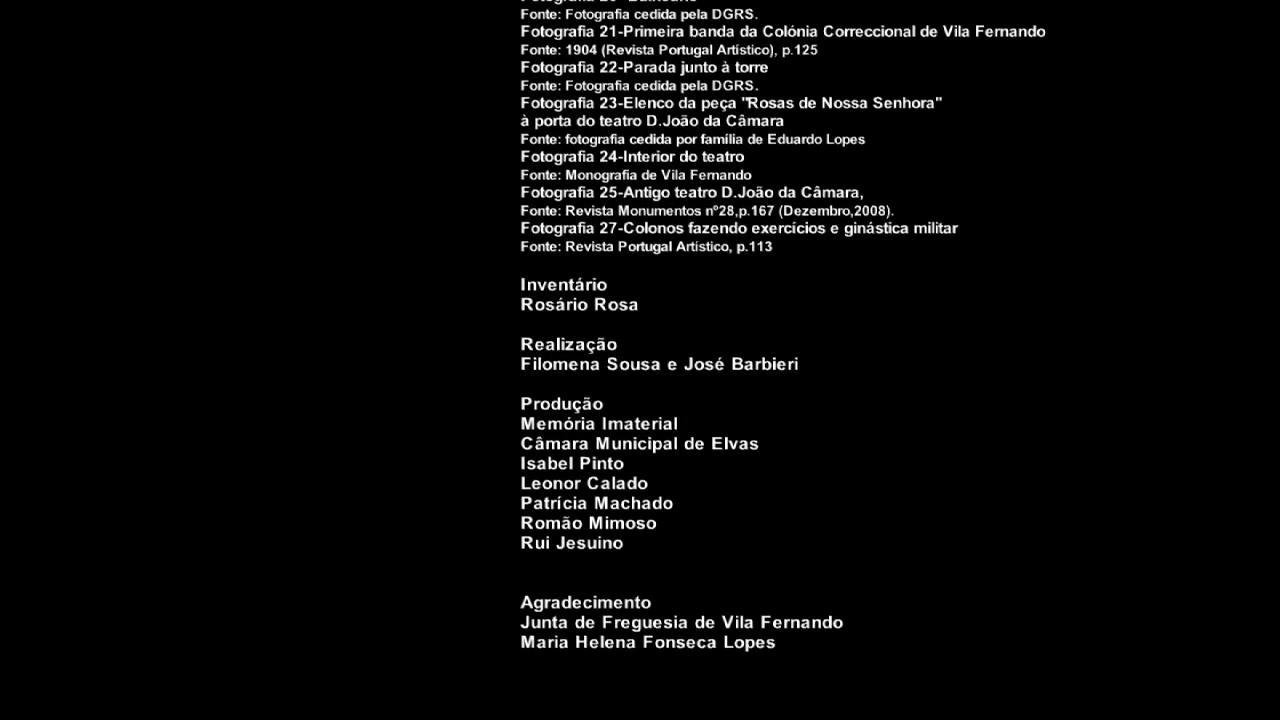 Fonte: Fotografia cedida pela DGRS.
Fotografia 21-Primeira banda da Colónia Correccional de Vila Fernando
Fonte: 1904 (Revista Portugal Artístico), p.125
Fotografia 22-Parada junto à torre
Fonte: Fotografia cedida pela DGRS.
Fotografia 23-Elenco da peça "Rosas de Nossa Senhora"
à porta do teatro D.João da Câmara
Fonte: fotografia cedida por família de Eduardo Lopes
Fotografia 24-Interior do teatro
Fonte: Monografia de Vila Fernando
Fotografia 25-Antigo teatro D.João da Câmara,
Fonte: Revista Monumentos nº28,p.167 (Dezembro,2008).
Fotografia 27-Colonos fazendo exercícios e ginástica militar
Fonte: Revista Portugal Artístico, p.113
Inventário
Rosário Rosa
Realização
Filomena Sousa e José Barbieri
Produção
Memória Imaterial
Câmara Municipal de Elvas
Isabel Pinto
Leonor Calado
Patrícia Machado
Romão Mimoso
Rui Jesuino
Agradecimento
Junta de Freguesia de Vila Fernando
Maria Helena Fonseca Lopes